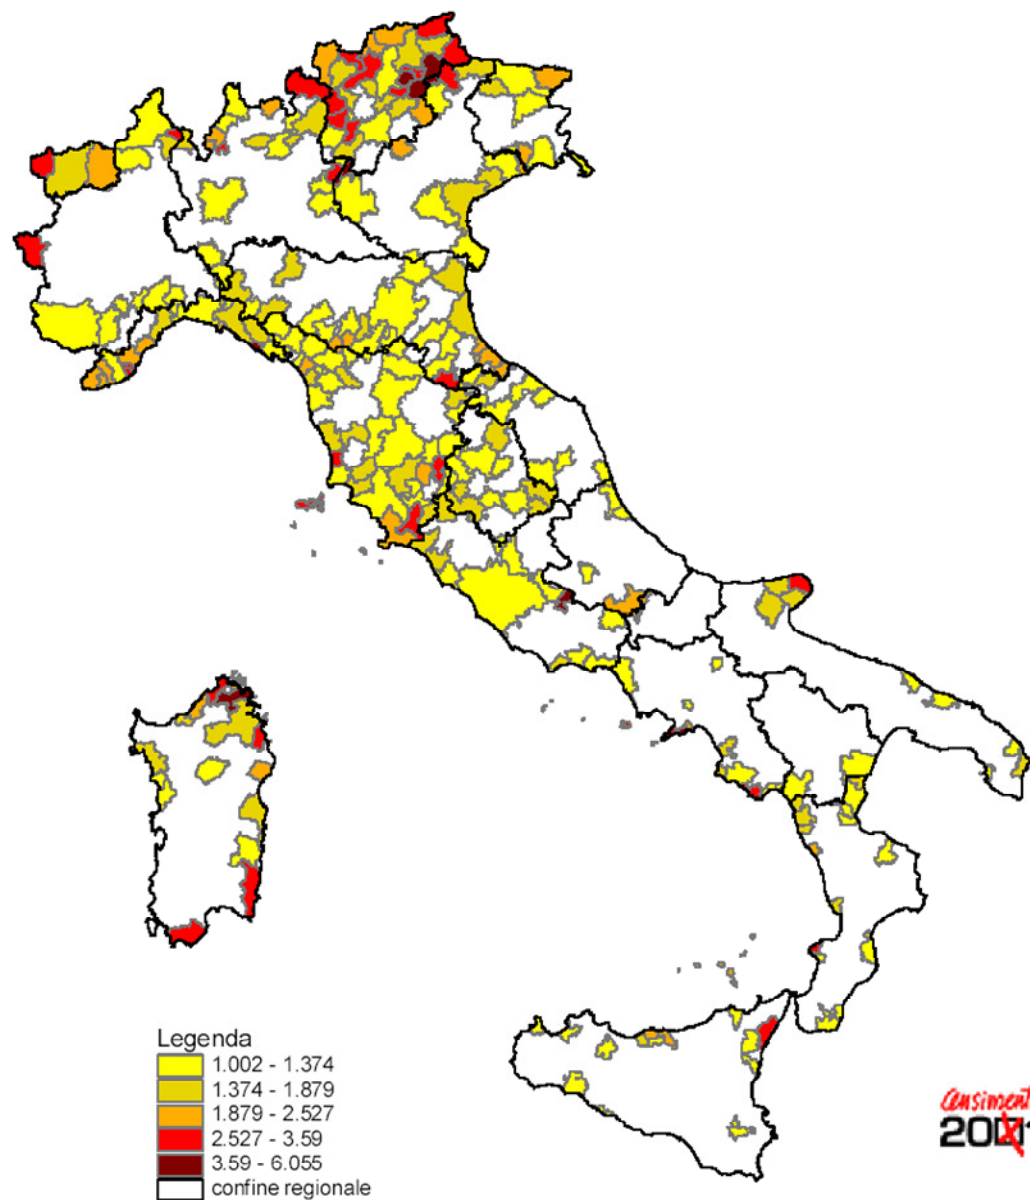 Legenda
1.002 - 1.374
1.374 - 1.879
1.879 - 2.527
2.527 - 3.59
3.59 - 6.055
confine regionale